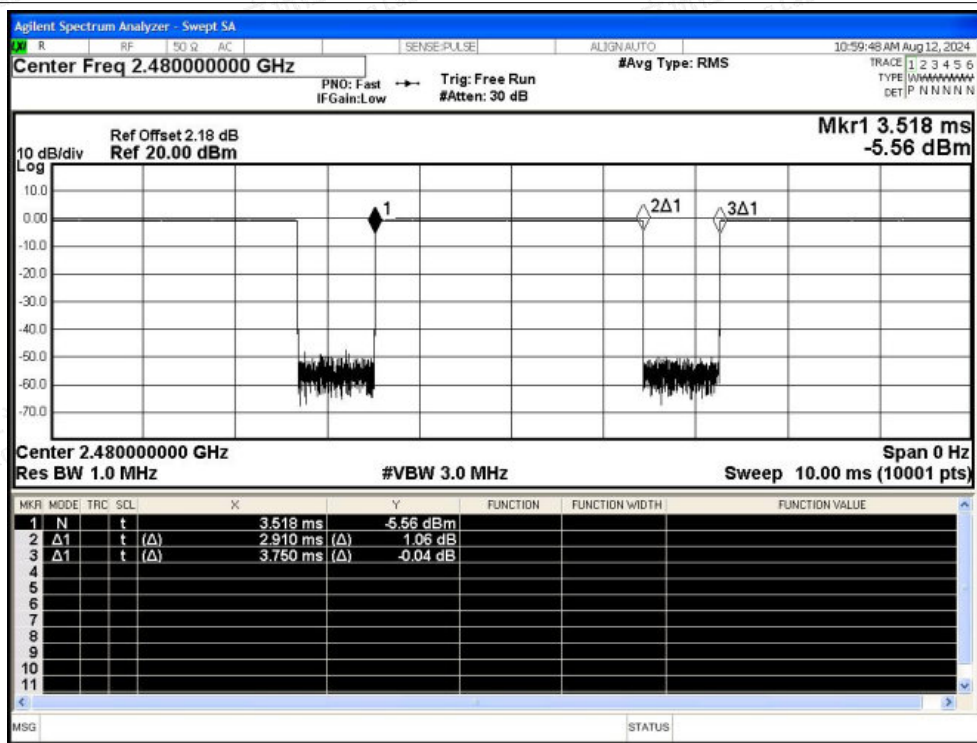 Agilent Spectrum Analyzer - Swept SA
LXI R RF 50 Ω AC SENSE:PULSE ALIGNAUTO 10:59:48 AM Aug 12, 2024
Center Freq 2.480000000 GHz
PNO: Fast
IFGain:Low
Trig: Free Run
#Atten: 30 dB
#Avg Type: RMS
TRACE 1 2 3 4 5 6
TYPE
DET P N N N N N
Ref Offset 2.18 dB
Ref 20.00 dBm
10 dB/div
Log
Mkr1 3.518 ms
-5.56 dBm
10.0
0.00
-10.0
-20.0
-30.0
-40.0
-50.0
-60.0
-70.0
1
2Δ1
3Δ1
Center 2.480000000 GHz Span 0 Hz
Res BW 1.0 MHz #VBW 3.0 MHz Sweep 10.00 ms (10001 pts)
MKR MODE TRC SCL X Y FUNCTION FUNCTION WIDTH FUNCTION VALUE
1 N t 3.518 ms -5.56 dBm
2 Δ1 t (Δ) 2.910 ms (Δ) 1.06 dB
3 Δ1 t (Δ) 3.750 ms (Δ) -0.04 dB
4
5
6
7
8
9
10
11
MSG STATUS